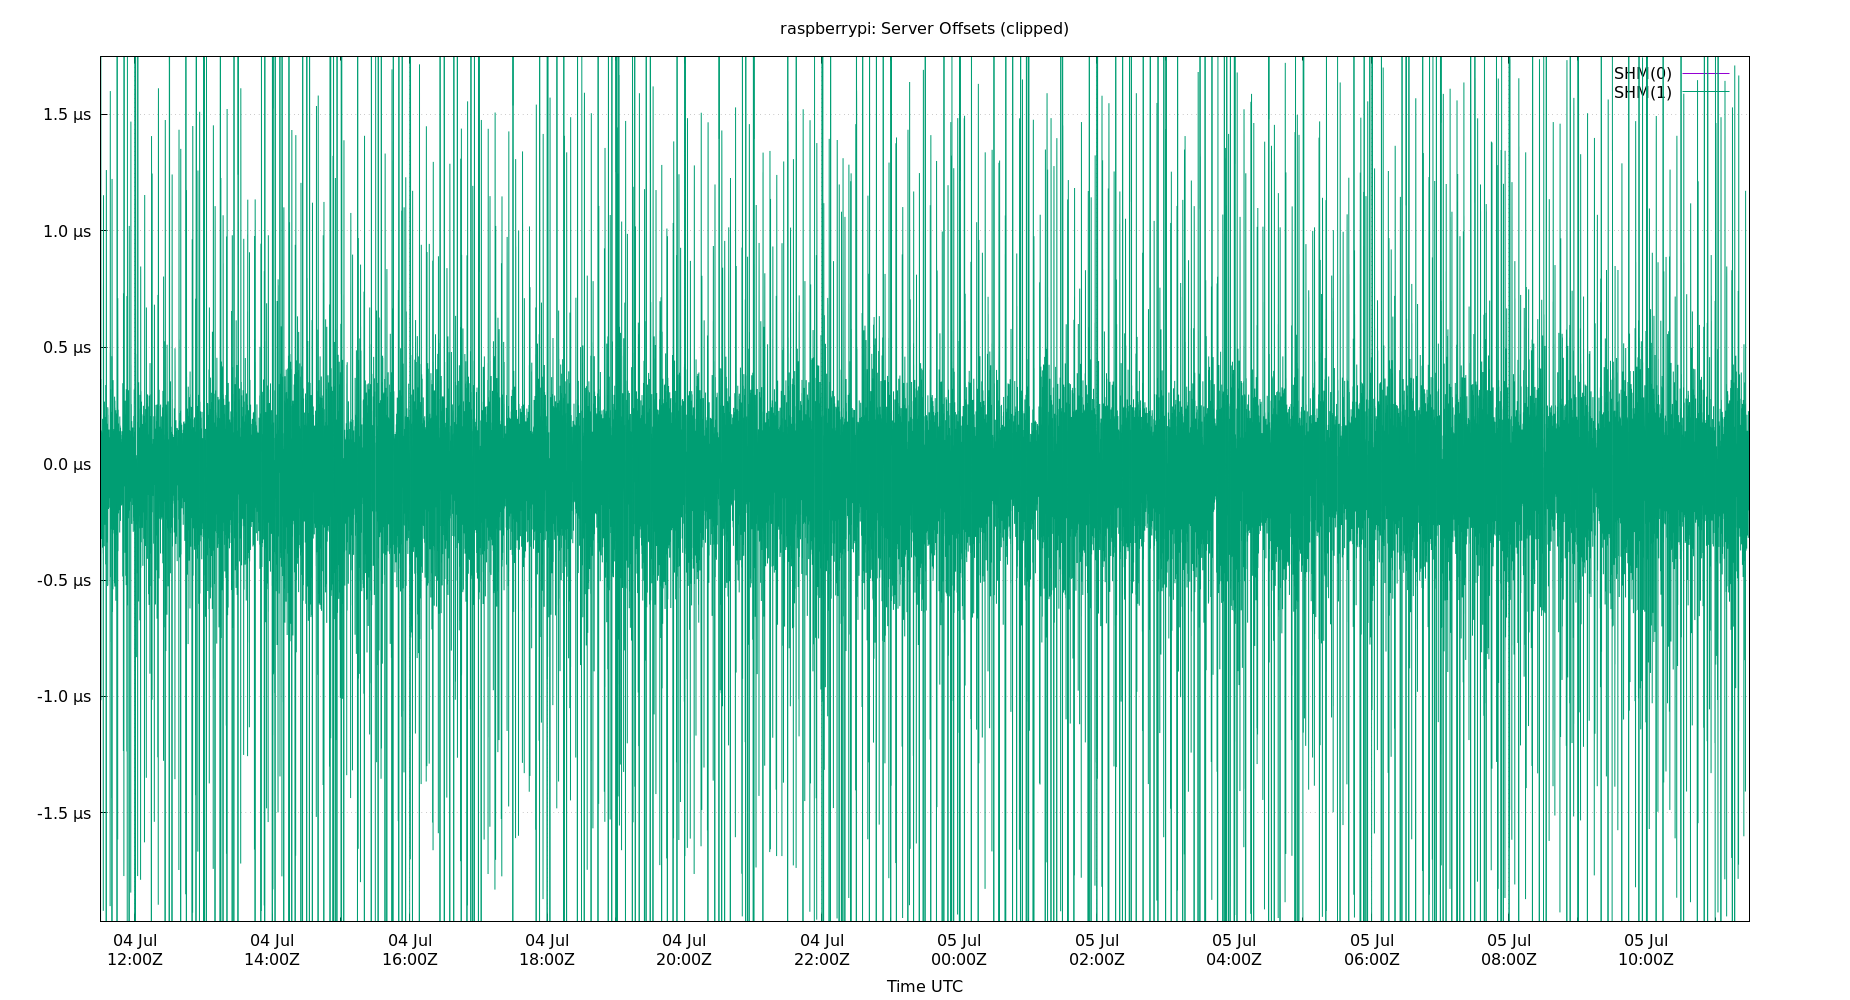 raspberrypi: Server Offsets (clipped)
SHM(0)
SHM(1)
1.5 µs
1.0 µs
0.5 µs
0.0 µs
-0.5 µs
-1.0 µs
-1.5 µs
04 Jul 04 Jul 04 Jul 04 Jul 04 Jul 04 Jul 05 Jul 05 Jul 05 Jul 05 Jul 05 Jul 05 Jul
12:00Z 14:00Z 16:00Z 18:00Z 20:00Z 22:00Z 00:00Z 02:00Z 04:00Z 06:00Z 08:00Z 10:00Z
Time UTC